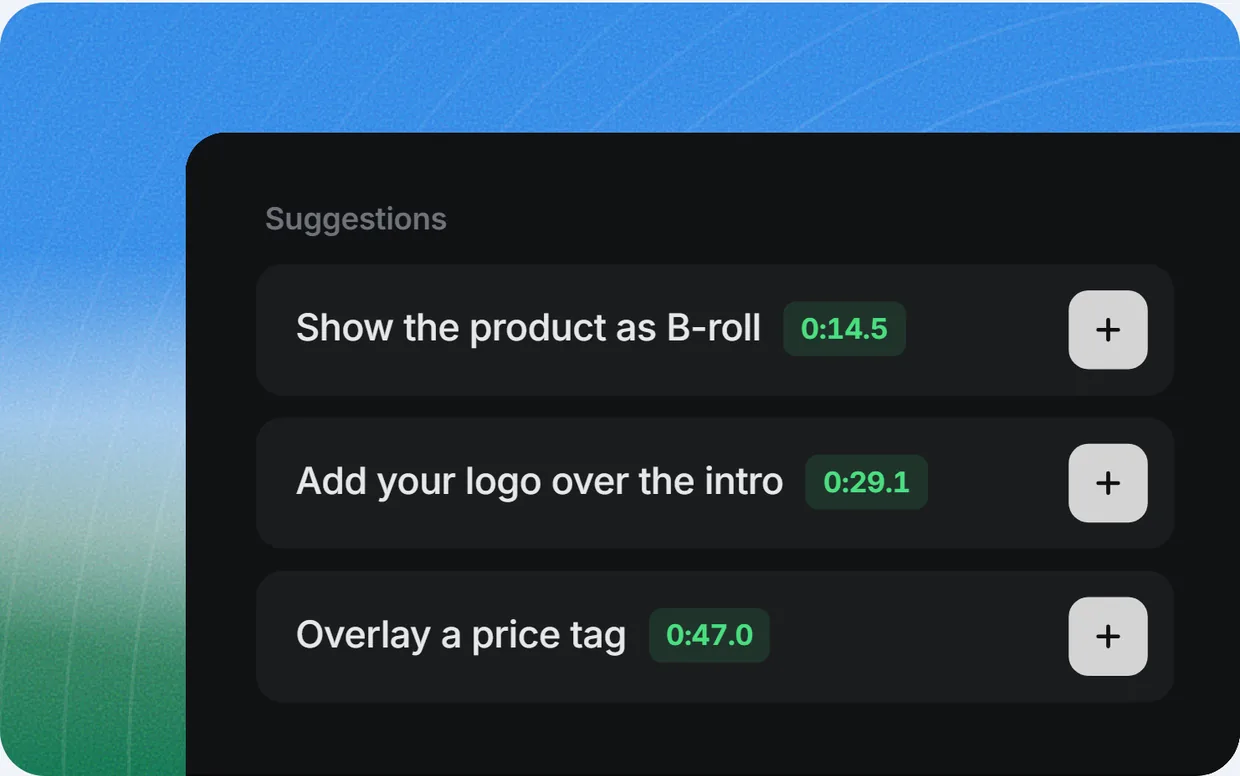 Suggestions
Show the product as B-roll 0:14.5
Add your logo over the intro 0:29.1
Overlay a price tag 0:47.0